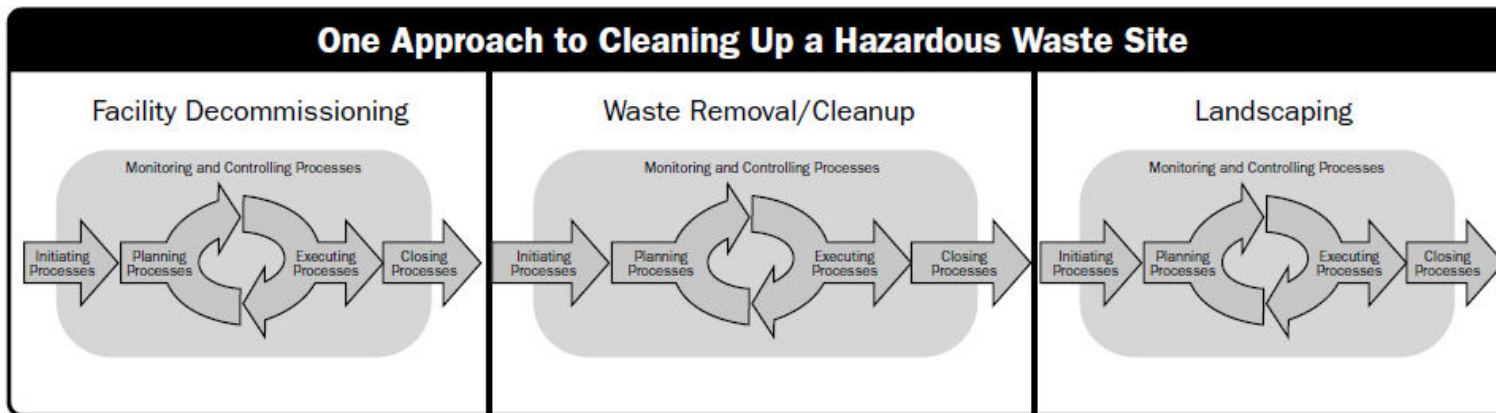 One Approach to Cleaning Up a Hazardous Waste Site
Facility Decommissioning
Monitoring and Controlling Processes
Initiating
Processes
Planning
Processes
Executing
Processes
Closing
Processes
Waste Removal/Cleanup
Monitoring and Controlling Processes
Initiating
Processes
Planning
Processes
Executing
Processes
Closing
Processes
Landscaping
Monitoring and Controlling Processes
Initiating
Processes
Planning
Processes
Executing
Processes
Closing
Processes